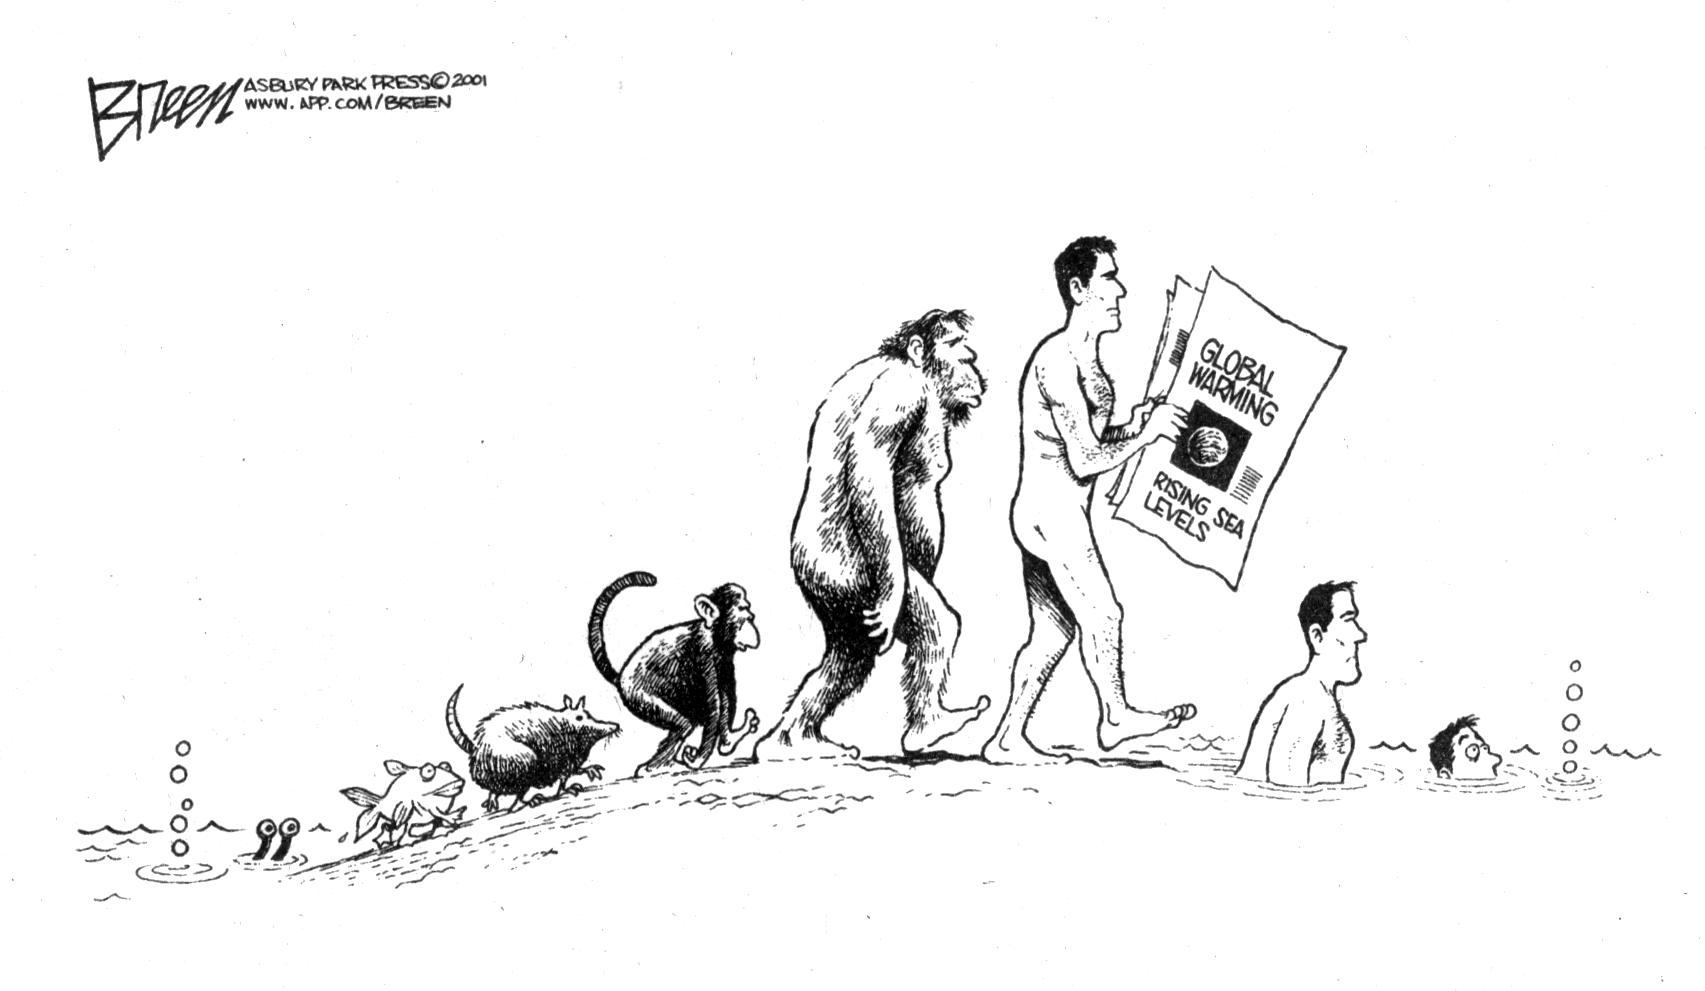 Breen ASBURY PARK PRESS © 2001
WWW.APP.COM/BREEN
GLOBAL
WARMING
RISING SEA
LEVELS